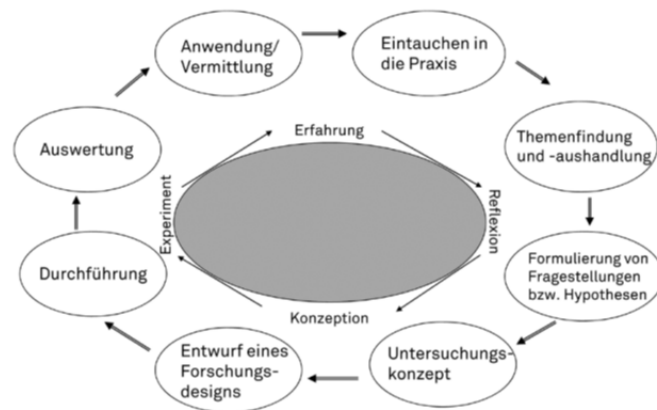 Anwendung/
Vermittlung
Eintauchen in
die Praxis
Themenfindung
und -aushandlung
Formulierung von
Fragestellungen
bzw. Hypothesen
Untersuchungs-
konzept
Entwurf eines
Forschungs-
designs
Durchführung
Auswertung
Erfahrung
Reflexion
Konzeption
Experiment